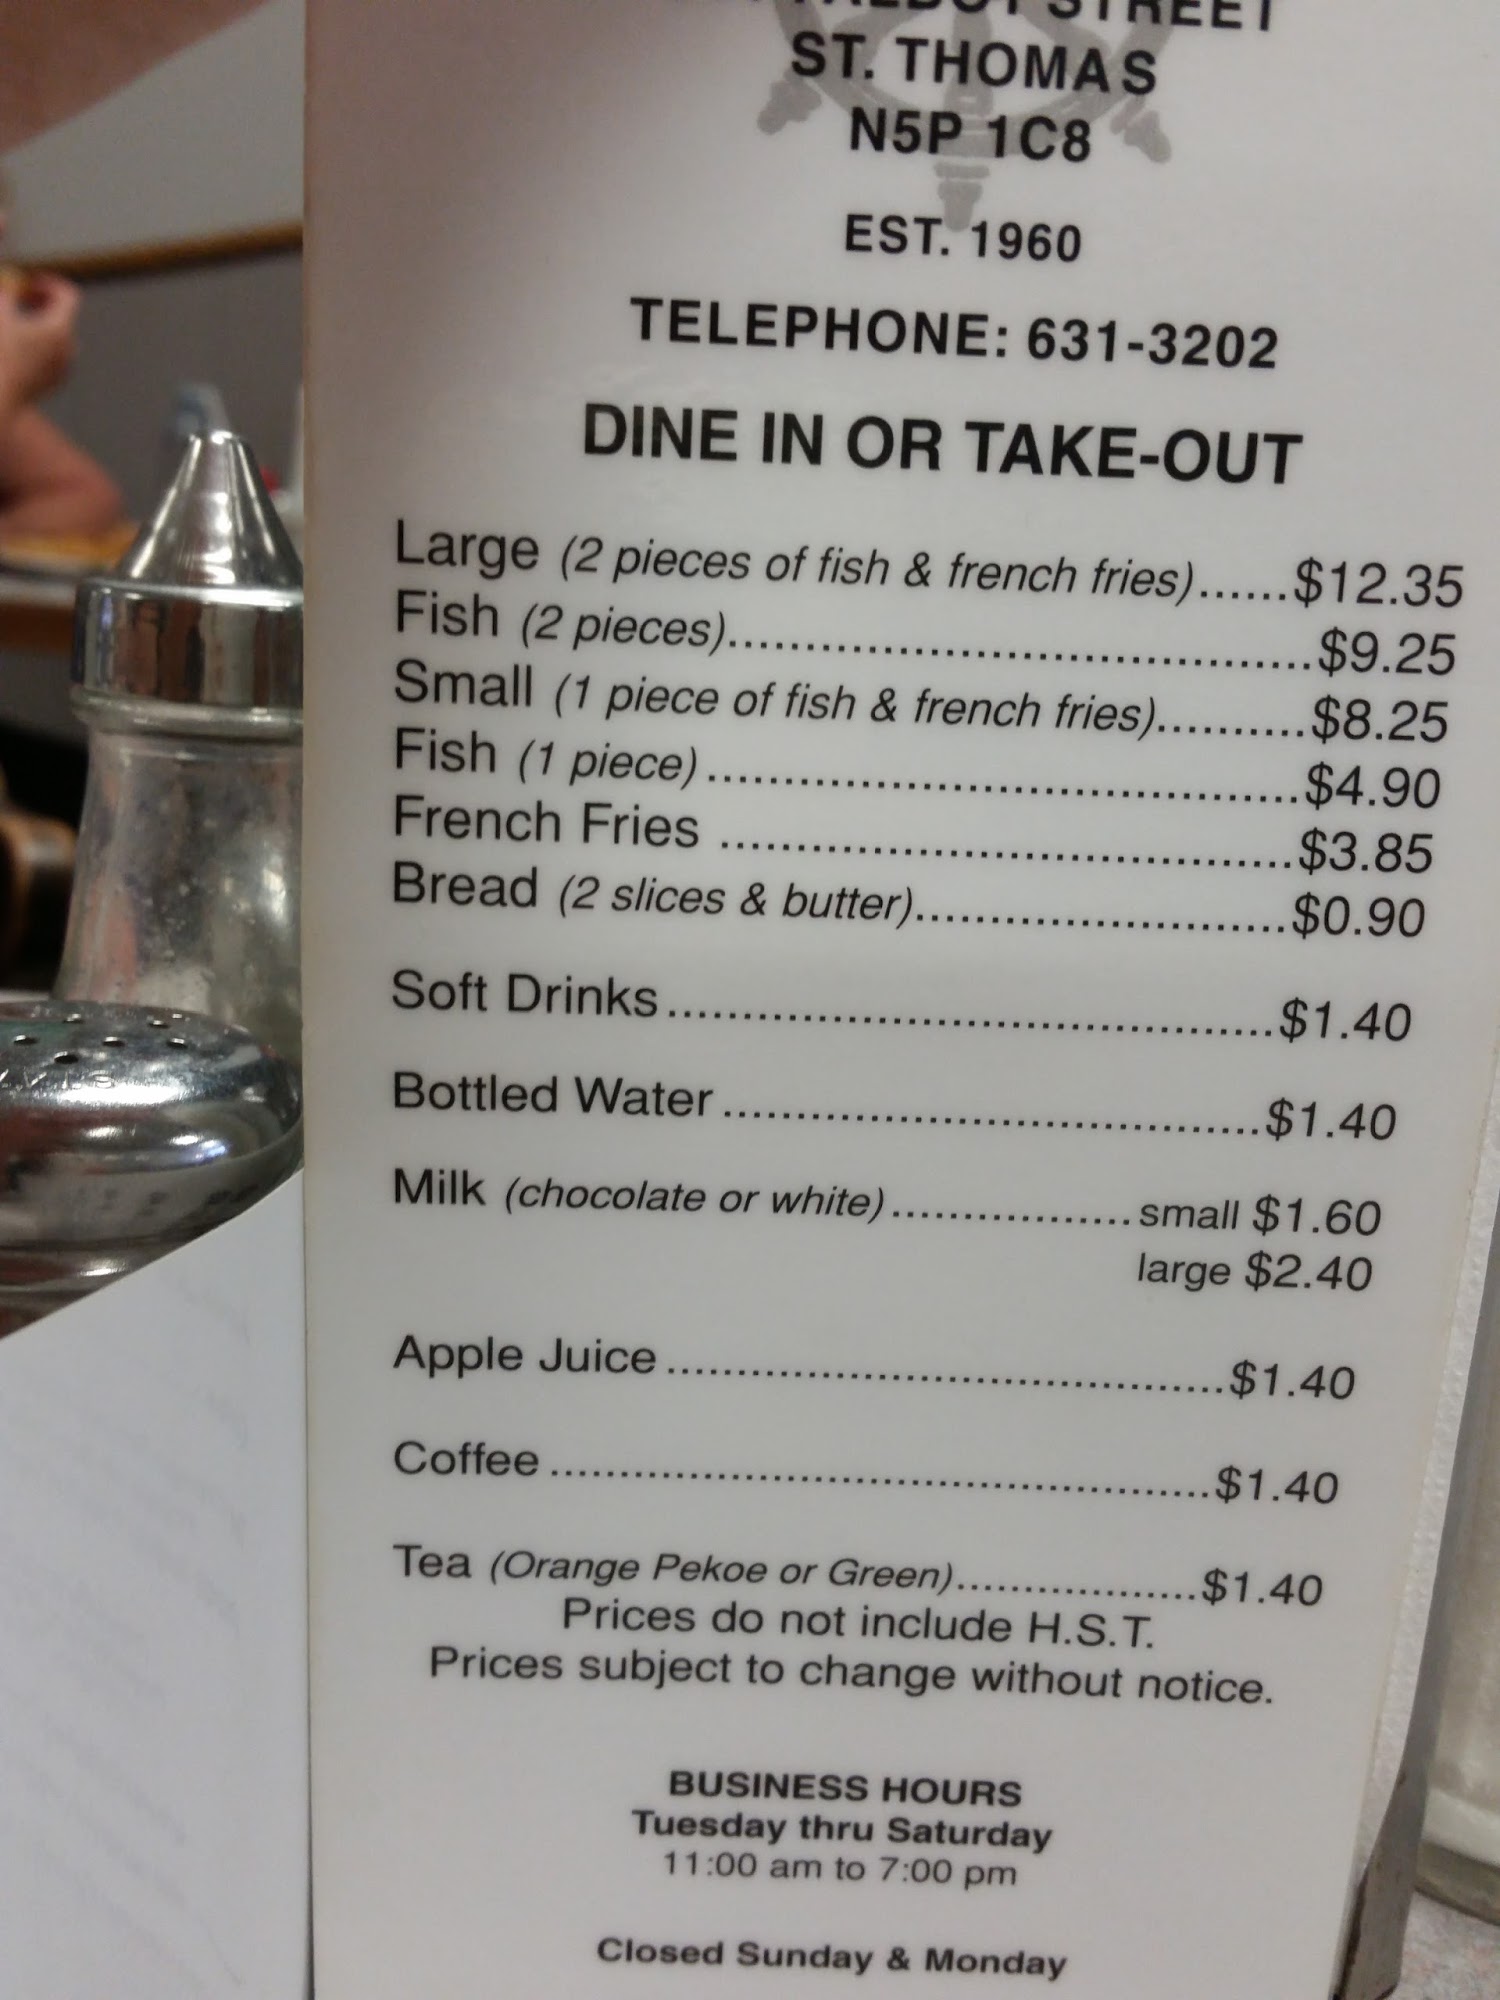 TALBOT STREET
ST. THOMAS
N5P 1C8
EST. 1960
TELEPHONE: 631-3202
DINE IN OR TAKE-OUT
Large (2 pieces of fish & french fries)......$12.35
Fish (2 pieces)......................................$9.25
Small (1 piece of fish & french fries)..........$8.25
Fish (1 piece) ......................................$4.90
French Fries ......................................$3.85
Bread (2 slices & butter).........................$0.90
Soft Drinks........................................$1.40
Bottled Water....................................$1.40
Milk (chocolate or white).................small $1.60
large $2.40
Apple Juice.......................................$1.40
Coffee...............................................$1.40
Tea (Orange Pekoe or Green)...................$1.40
Prices do not include H.S.T.
Prices subject to change without notice.
BUSINESS HOURS
Tuesday thru Saturday
11:00 am to 7:00 pm
Closed Sunday & Monday